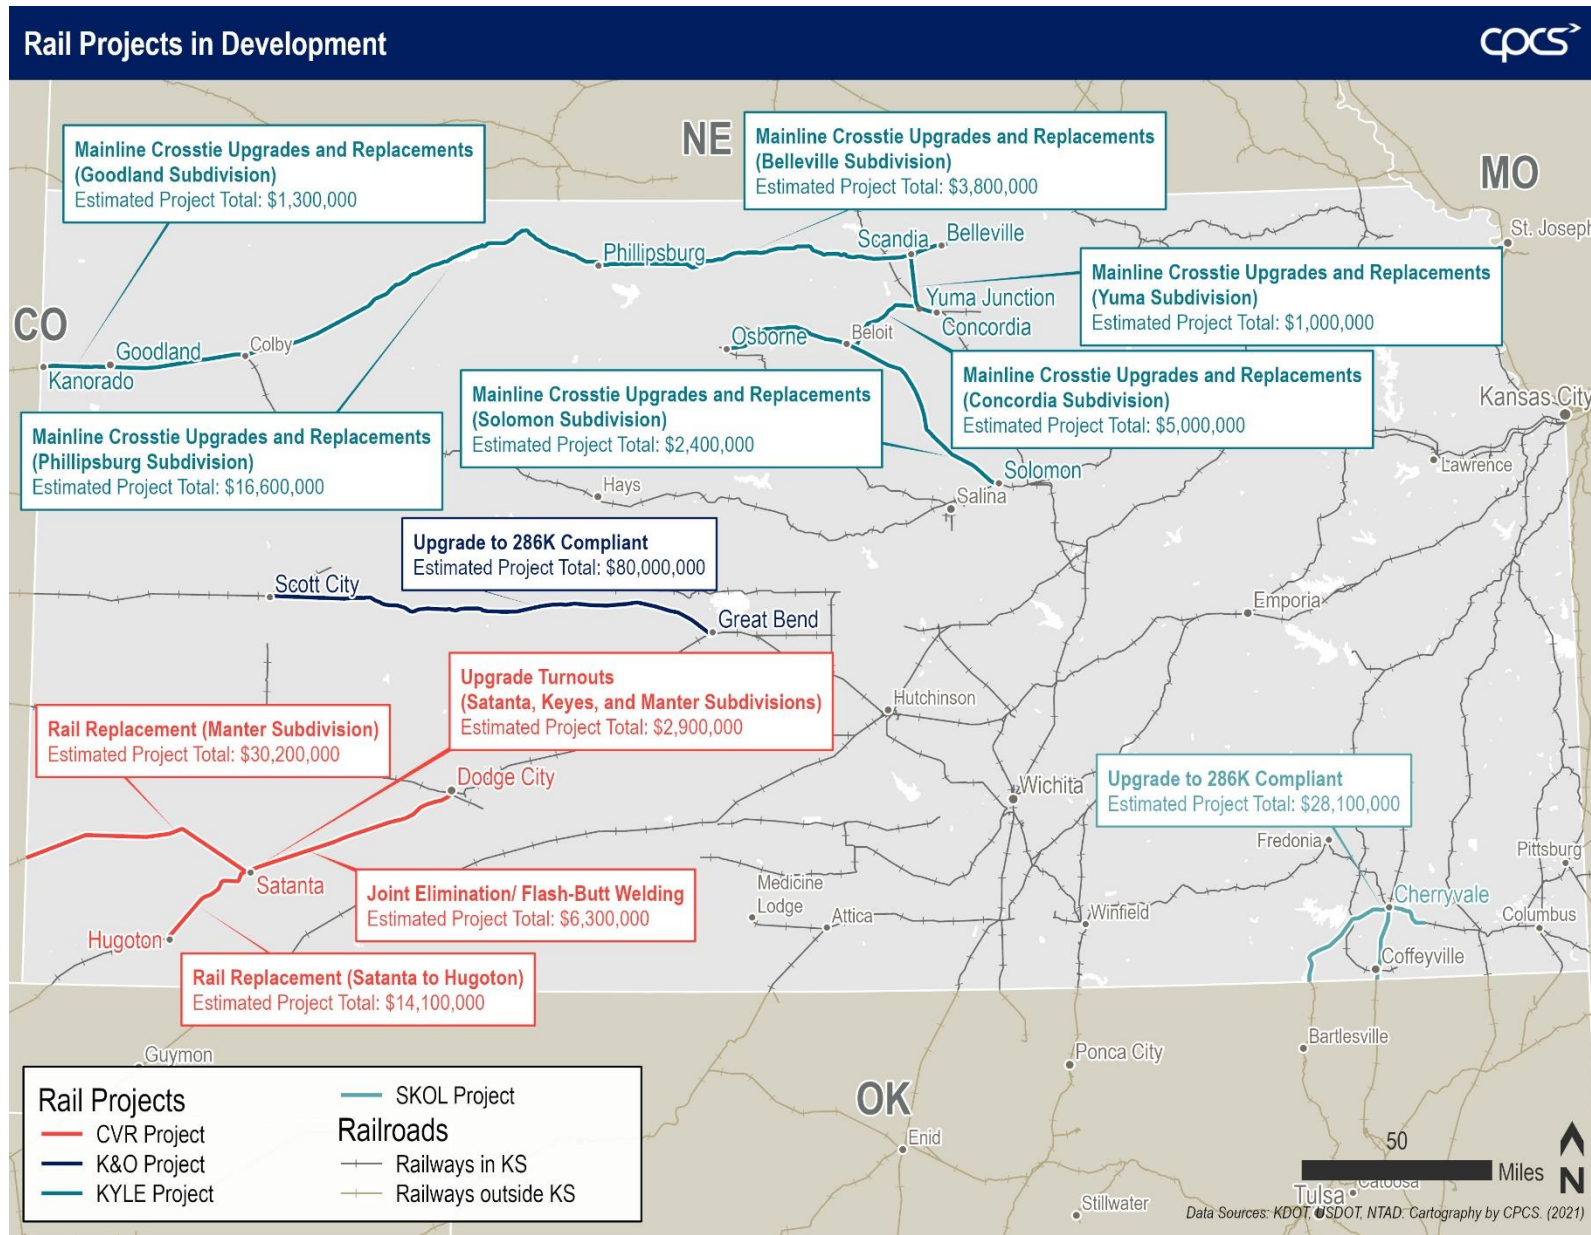 Rail Projects in Development
cpcs
NE
MO
CO
OK
Mainline Crosstie Upgrades and Replacements
(Goodland Subdivision)
Estimated Project Total: $1,300,000
Mainline Crosstie Upgrades and Replacements
(Belleville Subdivision)
Estimated Project Total: $3,800,000
St. Joseph
Scandia
Belleville
Phillipsburg
Mainline Crosstie Upgrades and Replacements
(Yuma Subdivision)
Estimated Project Total: $1,000,000
Yuma Junction
Concordia
Osborne
Beloit
Colby
Goodland
Kanorado
Mainline Crosstie Upgrades and Replacements
(Concordia Subdivision)
Estimated Project Total: $5,000,000
Mainline Crosstie Upgrades and Replacements
(Solomon Subdivision)
Estimated Project Total: $2,400,000
Mainline Crosstie Upgrades and Replacements
(Phillipsburg Subdivision)
Estimated Project Total: $16,600,000
Kansas City
Lawrence
Solomon
Salina
Hays
Upgrade to 286K Compliant
Estimated Project Total: $80,000,000
Scott City
Great Bend
Emporia
Upgrade Turnouts
(Satanta, Keyes, and Manter Subdivisions)
Estimated Project Total: $2,900,000
Rail Replacement (Manter Subdivision)
Estimated Project Total: $30,200,000
Hutchinson
Dodge City
Wichita
Upgrade to 286K Compliant
Estimated Project Total: $28,100,000
Fredonia
Pittsburg
Satanta
Joint Elimination/ Flash-Butt Welding
Estimated Project Total: $6,300,000
Medicine
Lodge
Attica
Winfield
Cherryvale
Columbus
Coffeyville
Hugoton
Rail Replacement (Satanta to Hugoton)
Estimated Project Total: $14,100,000
Guymon
Ponca City
Bartlesville
Enid
Stillwater
Tulsa
Catoosa
Rail Projects
CVR Project
K&O Project
KYLE Project
SKOL Project
Railroads
Railways in KS
Railways outside KS
50
Miles
N
Data Sources: KDOT, USDOT, NTAD. Cartography by CPCS. (2021)